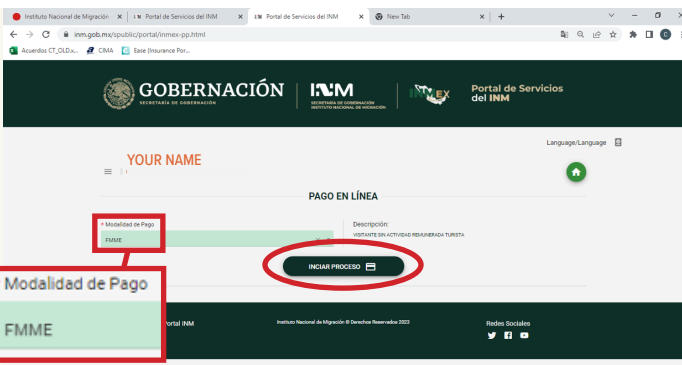 Instituto Nacional de Migración
Portal de Servicios del INM
Portal de Servicios del INM
New Tab
inm.gob.mx/spublic/portal/inmex-pp.html
Acuerdos CT_OLD.x...
CIMA
Ease (Insurance Por...
GOBERNACIÓN
SECRETARÍA DE GOBERNACIÓN
INM
SECRETARÍA DE GOBERNACIÓN
INSTITUTO NACIONAL DE MIGRACIÓN
INMEX
Portal de Servicios
del INM
Language/Language
YOUR NAME
PAGO EN LÍNEA
* Modalidad de Pago
FMME
Descripción:
VISITANTE SIN ACTIVIDAD REMUNERADA TURISTA
INICIAR PROCESO
Modalidad de Pago
FMME
Portal INM
Instituto Nacional de Migración © Derechos Reservados 2023
Redes Sociales